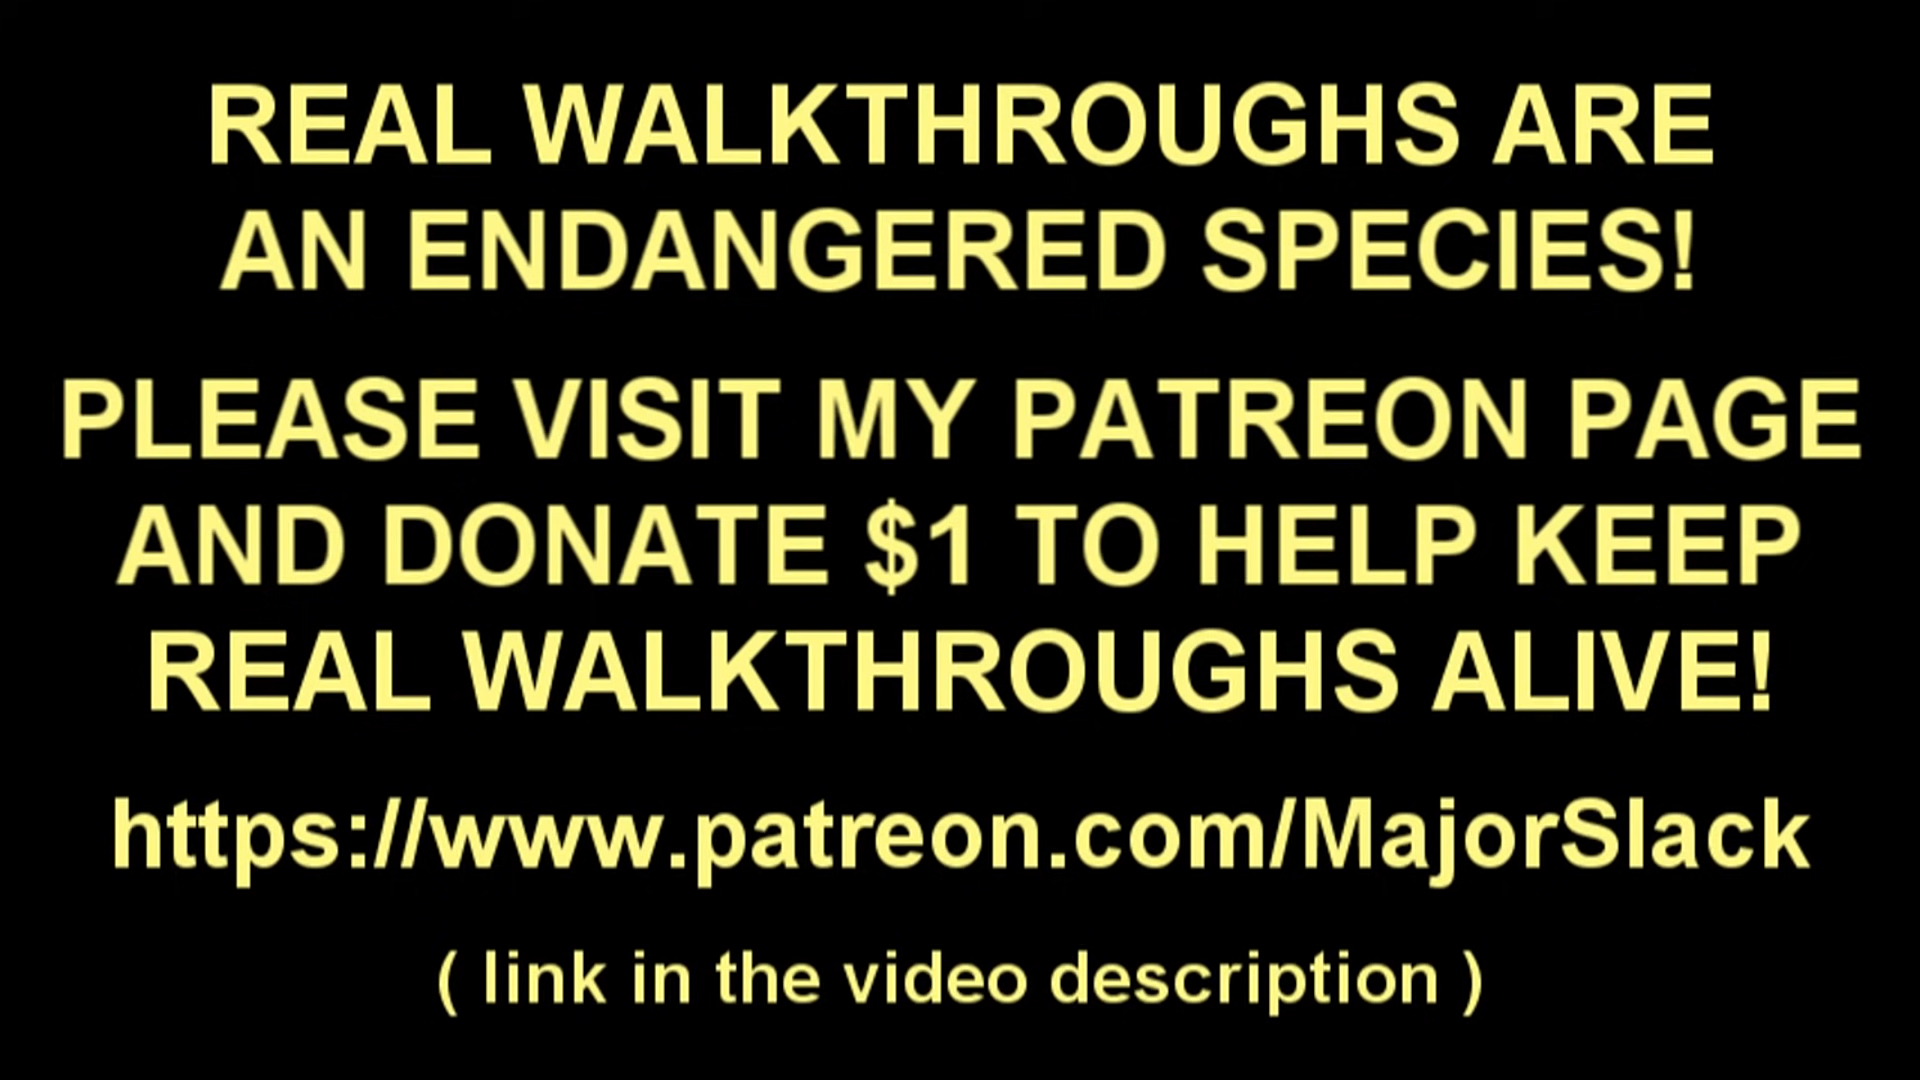 REAL WALKTHROUGHS ARE
AN ENDANGERED SPECIES!
PLEASE VISIT MY PATREON PAGE
AND DONATE $1 TO HELP KEEP
REAL WALKTHROUGHS ALIVE!
https://www.patreon.com/MajorSlack
( link in the video description )